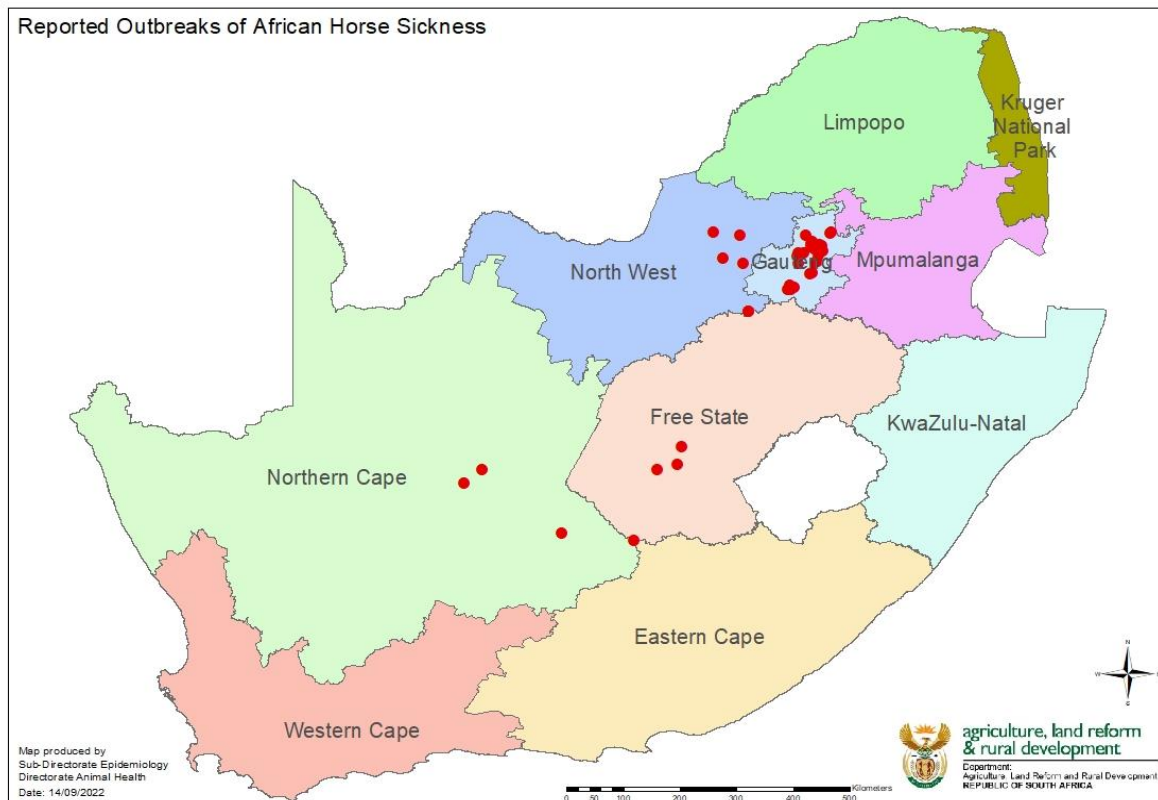 Reported Outbreaks of African Horse Sickness
Limpopo
Kruger
National
Park
North West
Gauteng
Mpumalanga
Free State
KwaZulu-Natal
Northern Cape
Eastern Cape
Western Cape
N
W
S
Map produced by
Sub-Directorate Epidemiology
Directorate Animal Health
Date: 14/09/2022
Kilometers
0 50 100 200 300 400 500
agriculture, land reform
& rural development
Department:
Agriculture, Land Reform and Rural Development
REPUBLIC OF SOUTH AFRICA